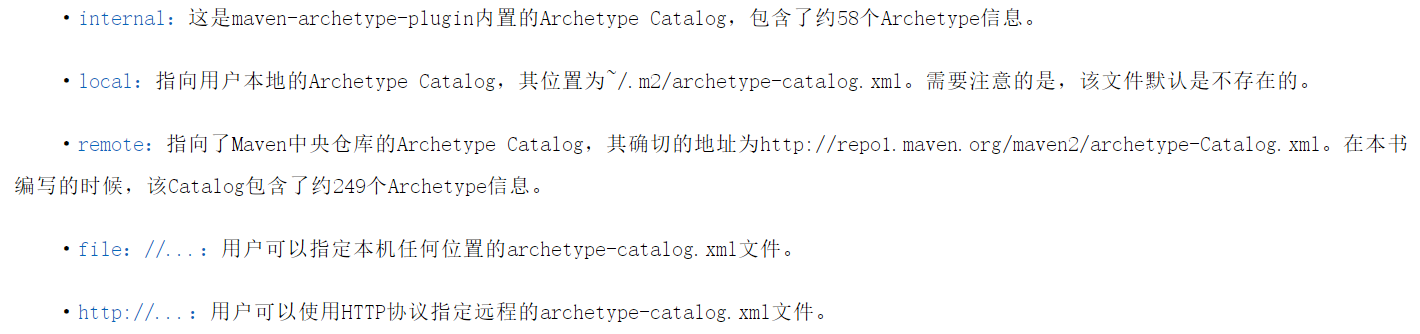 ·internal：这是maven-archetype-plugin内置的Archetype Catalog，包含了约58个Archetype信息。
·local：指向用户本地的Archetype Catalog，其位置为~/.m2/archetype-catalog.xml。需要注意的是，该文件默认是不存在的。
·remote：指向了Maven中央仓库的Archetype Catalog，其确切的地址为http://repo1.maven.org/maven2/archetype-Catalog.xml。在本书
编写的时候，该Catalog包含了约249个Archetype信息。
·file：//...：用户可以指定本机任何位置的archetype-catalog.xml文件。
·http://...：用户可以使用HTTP协议指定远程的archetype-catalog.xml文件。